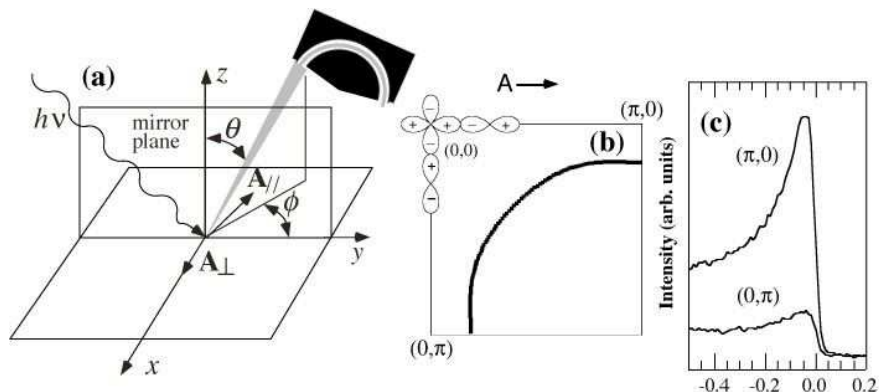 (a)
z
hν
mirror
plane
θ
A//
ϕ
A⊥
y
x
A →
(π,0)
− + − + − +
(0,0)
(b)
−
+
−
(0,π)
(c)
Intensity (arb. units)
(π,0)
(0,π)
-0.4 -0.2 0.0 0.2